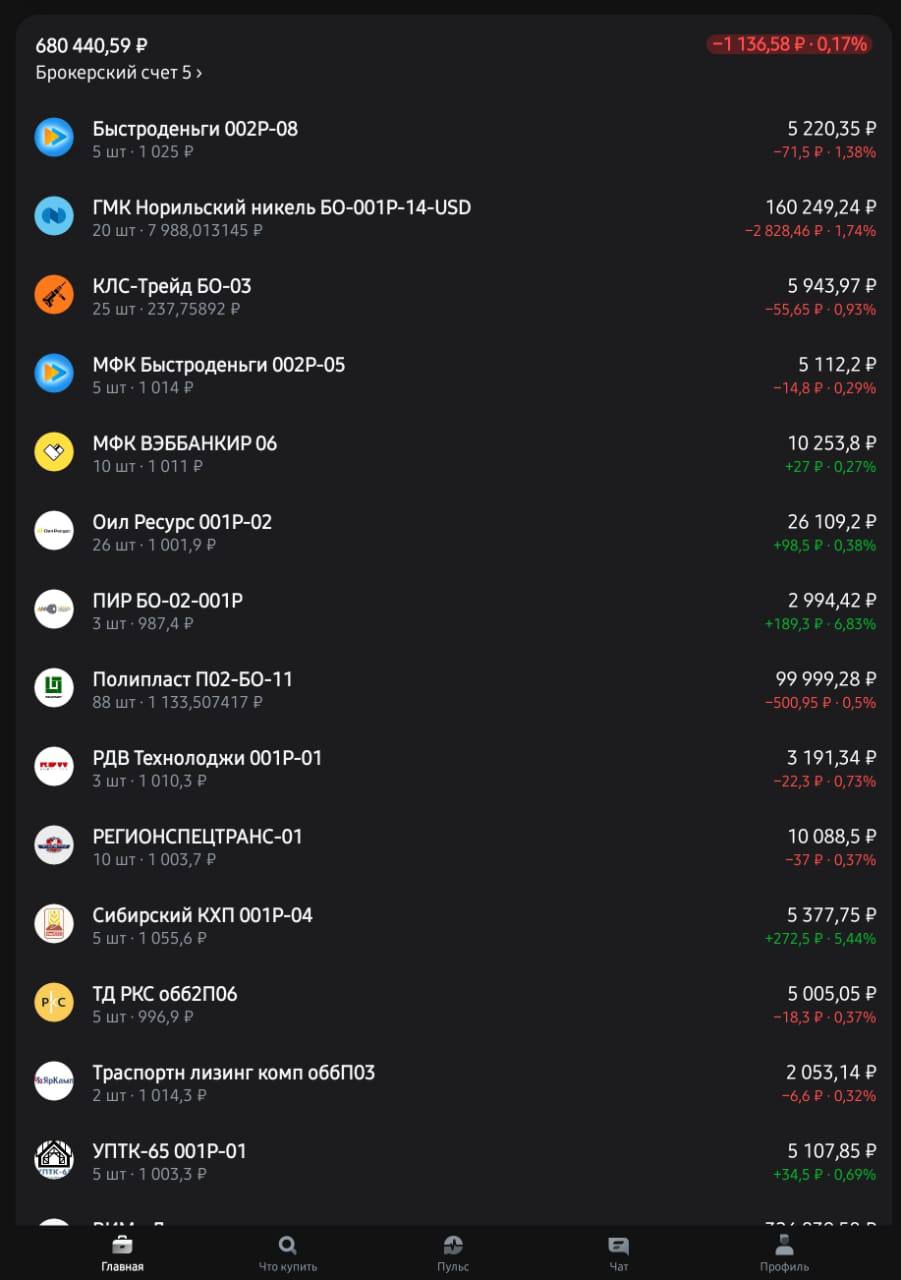 680 440,59 ₽
−1 136,58 ₽ · 0,17%
Брокерский счет 5 ›
Быстроденьги 002P-08
5 220,35 ₽
5 шт · 1 025 ₽
−71,5 ₽ · 1,38%
ГМК Норильский никель БО-001Р-14-USD
160 249,24 ₽
20 шт · 7 988,013145 ₽
−2 828,46 ₽ · 1,74%
КЛС-Трейд БО-03
5 943,97 ₽
25 шт · 237,75892 ₽
−55,65 ₽ · 0,93%
МФК Быстроденьги 002Р-05
5 112,2 ₽
5 шт · 1 014 ₽
−14,8 ₽ · 0,29%
МФК ВЭББАНКИР 06
10 253,8 ₽
10 шт · 1 011 ₽
+27 ₽ · 0,27%
Оил Ресурс 001Р-02
26 109,2 ₽
26 шт · 1 001,9 ₽
+98,5 ₽ · 0,38%
ПИР БО-02-001Р
2 994,42 ₽
3 шт · 987,4 ₽
+189,3 ₽ · 6,83%
Полипласт П02-БО-11
99 999,28 ₽
88 шт · 1 133,507417 ₽
−500,95 ₽ · 0,5%
РДВ Технолоджи 001Р-01
3 191,34 ₽
3 шт · 1 010,3 ₽
−22,3 ₽ · 0,73%
РЕГИОНСПЕЦТРАНС-01
10 088,5 ₽
10 шт · 1 003,7 ₽
−37 ₽ · 0,37%
Сибирский КХП 001Р-04
5 377,75 ₽
5 шт · 1 055,6 ₽
+272,5 ₽ · 5,44%
РКС
ТД РКС об62П06
5 005,05 ₽
5 шт · 996,9 ₽
−18,3 ₽ · 0,37%
Траспортн лизинг комп оббП03
2 053,14 ₽
2 шт · 1 014,3 ₽
−6,6 ₽ · 0,32%
УПТК-65 001Р-01
5 107,85 ₽
5 шт · 1 003,3 ₽
+34,5 ₽ · 0,69%
Главная
Что купить
Пульс
Чат
Профиль